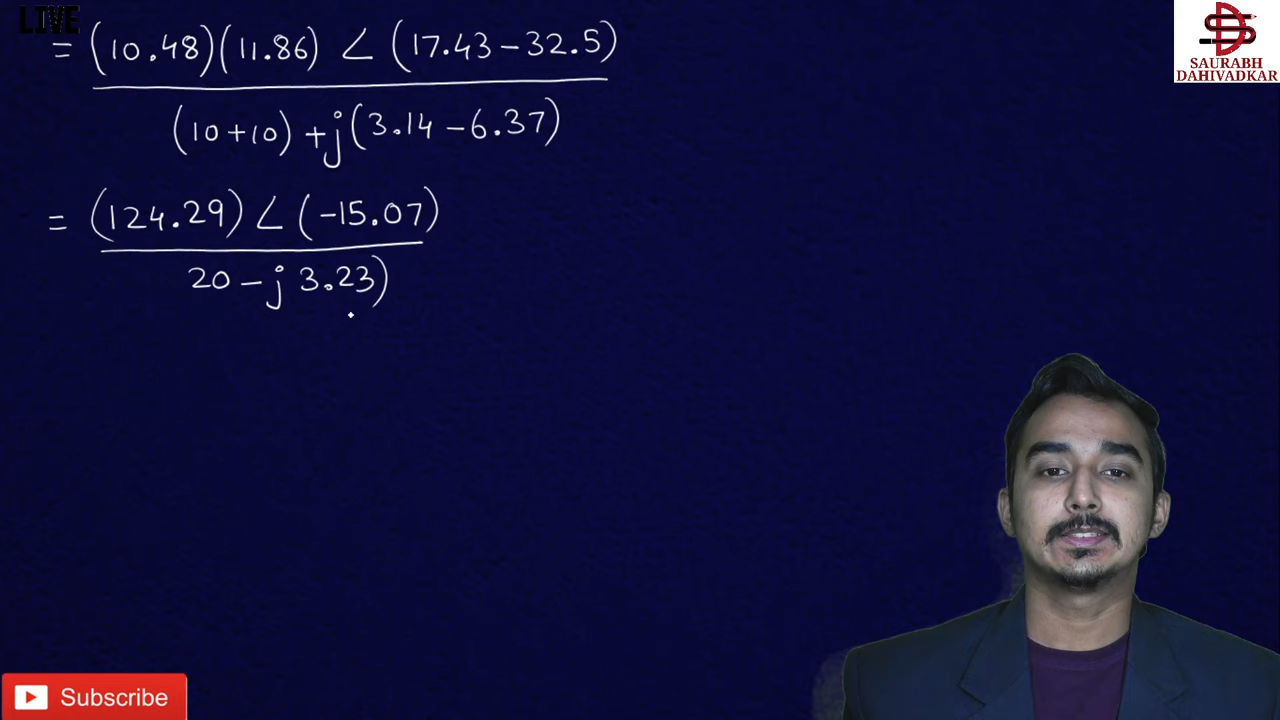 LIVE
= (10.48)(11.86) ∠ (17.43 - 32.5)
(10+10) + j(3.14 - 6.37)
= (124.29) ∠ (-15.07)
20 - j 3.23)
SAURABH
DAHIVADKAR
Subscribe